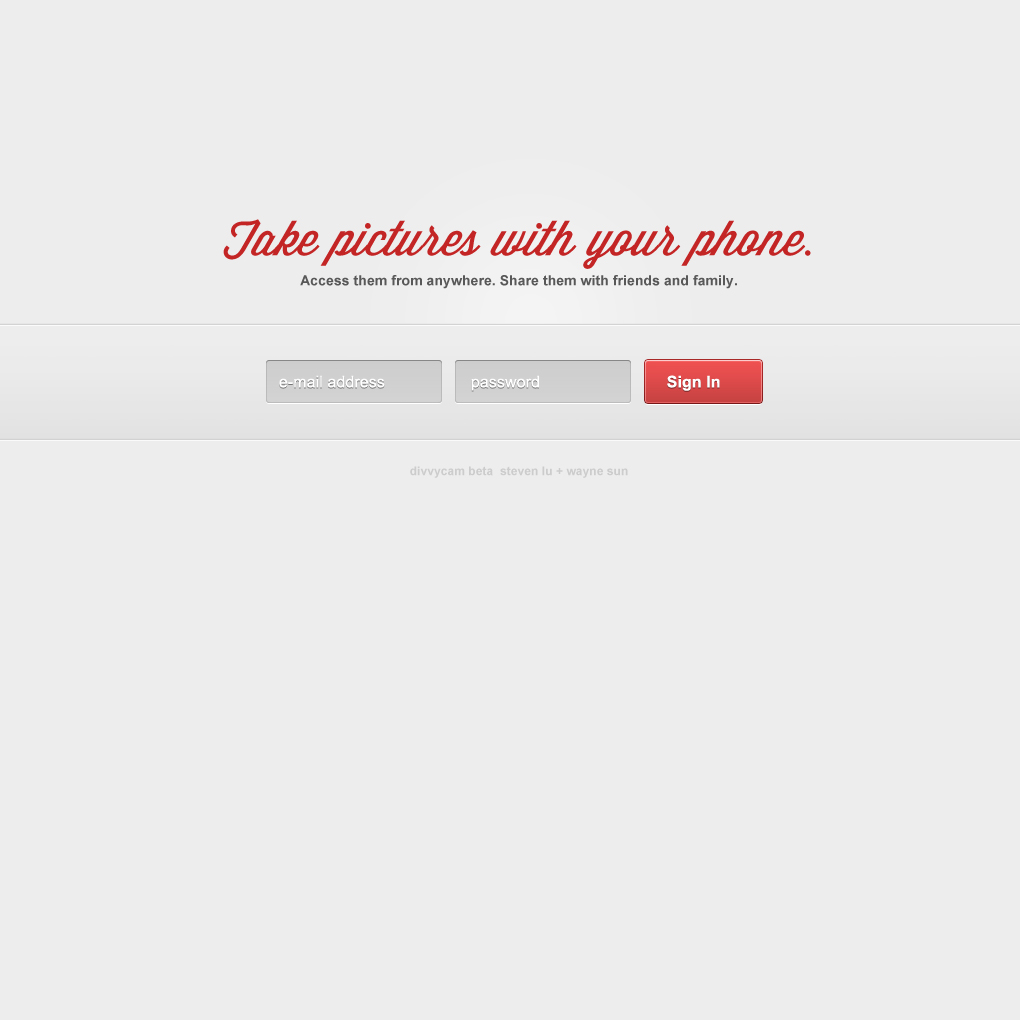 Take pictures with your phone.
Access them from anywhere. Share them with friends and family.
e-mail address password Sign In
divvycam beta steven lu + wayne sun